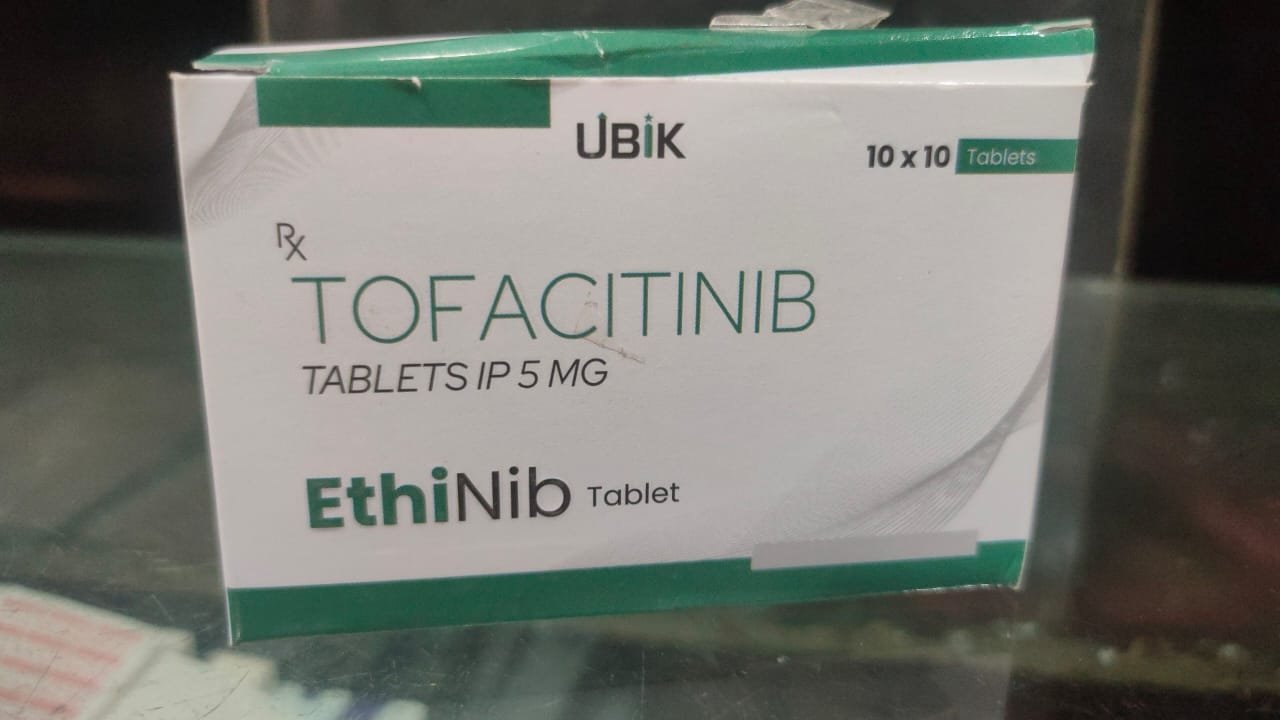 UBiK
10 x 10 Tablets
Rx
TOFACITINIB
TABLETS IP 5 MG
EthiNib Tablet